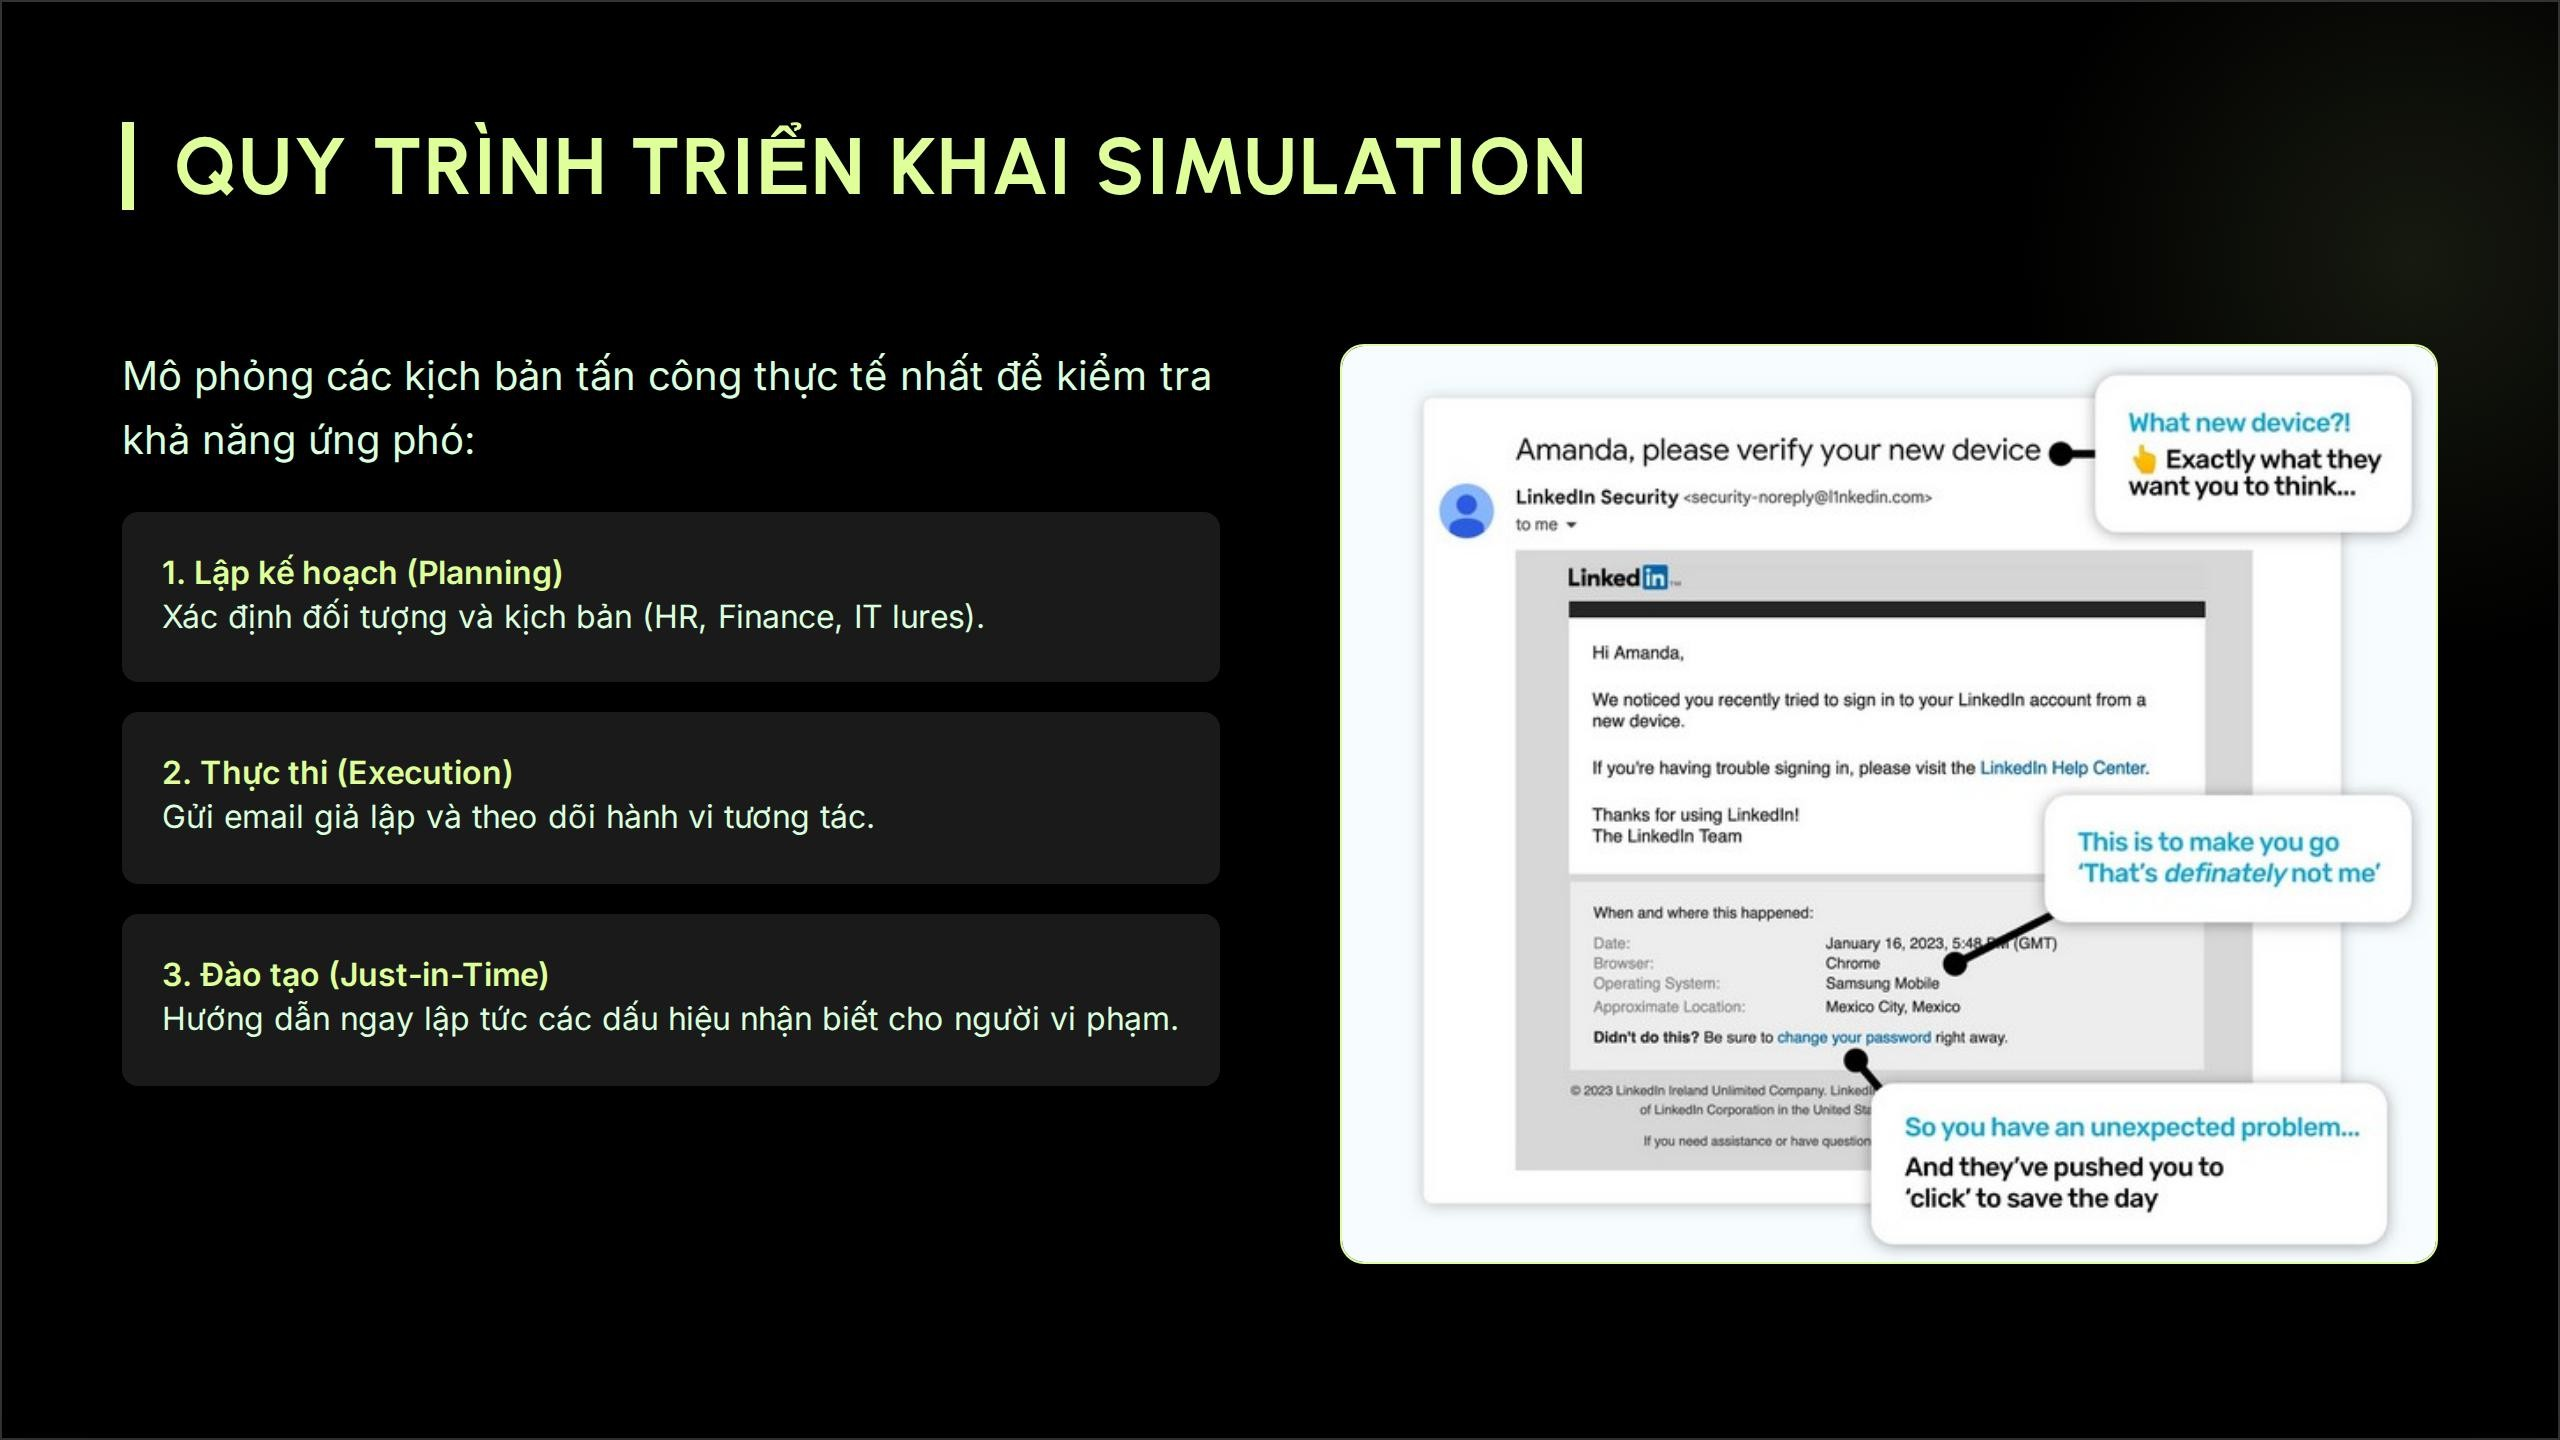 QUY TRÌNH TRIỂN KHAI SIMULATION
Mô phỏng các kịch bản tấn công thực tế nhất để kiểm tra
khả năng ứng phó:
1. Lập kế hoạch (Planning)
Xác định đối tượng và kịch bản (HR, Finance, IT lures).
2. Thực thi (Execution)
Gửi email giả lập và theo dõi hành vi tương tác.
3. Đào tạo (Just-in-Time)
Hướng dẫn ngay lập tức các dấu hiệu nhận biết cho người vi phạm.
Amanda, please verify your new device
What new device?!
👆 Exactly what they
want you to think...
LinkedIn Security <security-noreply@l1nkedin.com>
to me
Linked in
Hi Amanda,
We noticed you recently tried to sign in to your LinkedIn account from a
new device.
If you're having trouble signing in, please visit the LinkedIn Help Center.
Thanks for using LinkedIn!
The LinkedIn Team
This is to make you go
‘That’s definately not me’
When and where this happened:
Date: January 16, 2023, 5:48 (GMT)
Browser: Chrome
Operating System: Samsung Mobile
Approximate Location: Mexico City, Mexico
Didn't do this? Be sure to change your password right away.
© 2023 LinkedIn Ireland Unlimited Company.
of LinkedIn Corporation in the United
If you need assistance or have
So you have an unexpected problem...
And they’ve pushed you to
‘click’ to save the day